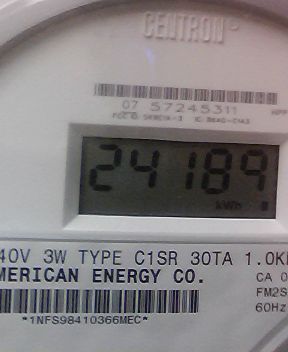 CENTRON®
07 57245311
24189
kWh
40V 3W TYPE C1SR 30TA 1.0K
MERICAN ENERGY CO.
CA 0
FM2S
60Hz
*1NFS98410366MEC*